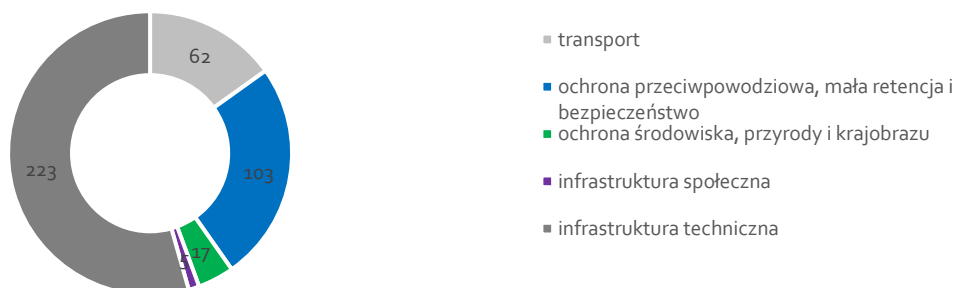 62
103
17
5
223
transport
ochrona przeciwpowodziowa, mała retencja i
bezpieczeństwo
ochrona środowiska, przyrody i krajobrazu
infrastruktura społeczna
infrastruktura techniczna